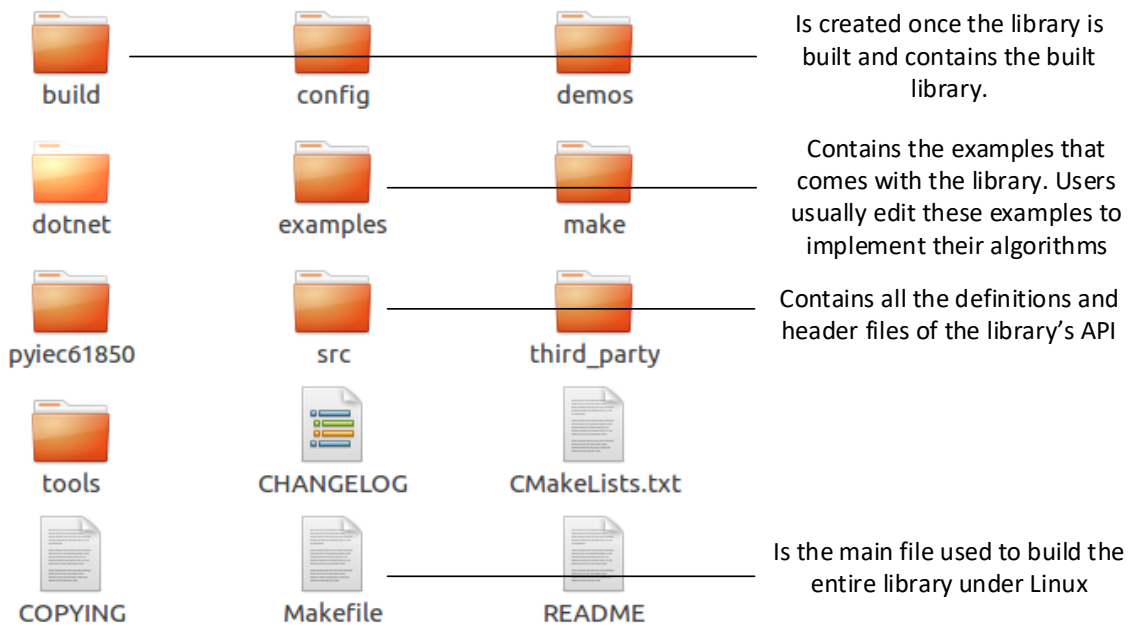 build config demos
Is created once the library is
built and contains the built
library.
dotnet examples make
Contains the examples that
comes with the library. Users
usually edit these examples to
implement their algorithms
pyiec61850 src third_party
Contains all the definitions and
header files of the library's API
tools CHANGELOG CMakeLists.txt
COPYING Makefile README
Is the main file used to build the
entire library under Linux